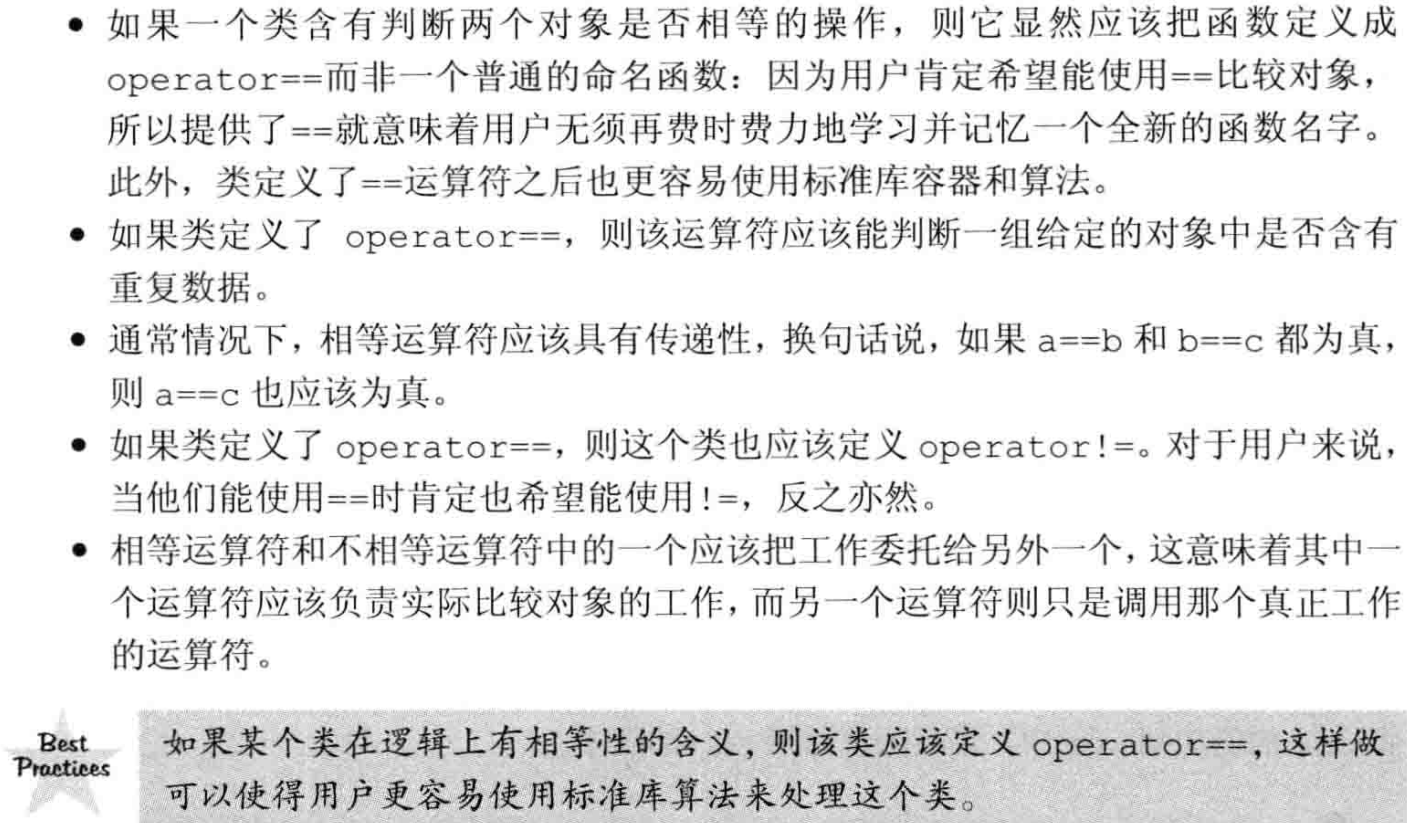 • 如果一个类含有判断两个对象是否相等的操作，则它显然应该把函数定义成
operator==而非一个普通的命名函数：因为用户肯定希望能使用==比较对象，
所以提供了==就意味着用户无须再费时费力地学习并记忆一个全新的函数名字。
此外，类定义了==运算符之后也更容易使用标准库容器和算法。
• 如果类定义了 operator==，则该运算符应该能判断一组给定的对象中是否含有
重复数据。
• 通常情况下，相等运算符应该具有传递性，换句话说，如果 a==b 和 b==c 都为真，
则 a==c 也应该为真。
• 如果类定义了 operator==，则这个类也应该定义 operator!=。对于用户来说，
当他们能使用==时肯定也希望能使用!=，反之亦然。
• 相等运算符和不相等运算符中的一个应该把工作委托给另外一个，这意味着其中一
个运算符应该负责实际比较对象的工作，而另一个运算符则只是调用那个真正工作
的运算符。
Best
Practices
如果某个类在逻辑上有相等性的含义，则该类应该定义 operator==，这样做
可以使得用户更容易使用标准库算法来处理这个类。